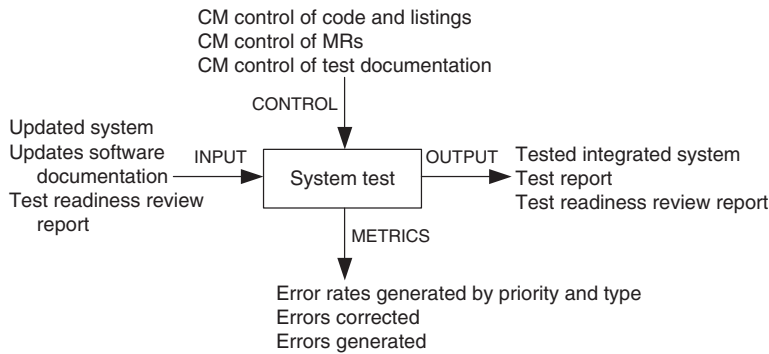 CM control of code and listings
CM control of MRs
CM control of test documentation
CONTROL
Updated system
Updates software
documentation
Test readiness review
report
INPUT
System test
OUTPUT
Tested integrated system
Test report
Test readiness review report
METRICS
Error rates generated by priority and type
Errors corrected
Errors generated